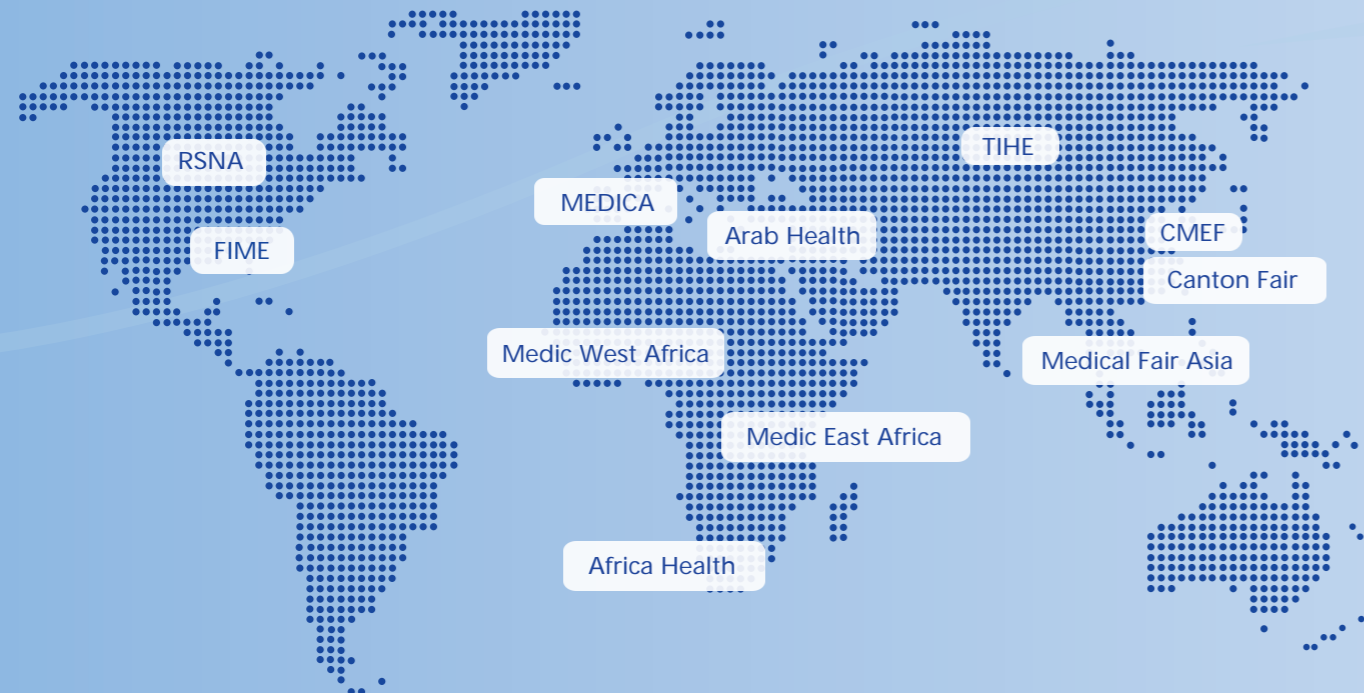 TIHE
RSNA
MEDICA
CMEF
Arab Health
FIME
Canton Fair
Medic West Africa
Medical Fair Asia
Medic East Africa
Africa Health